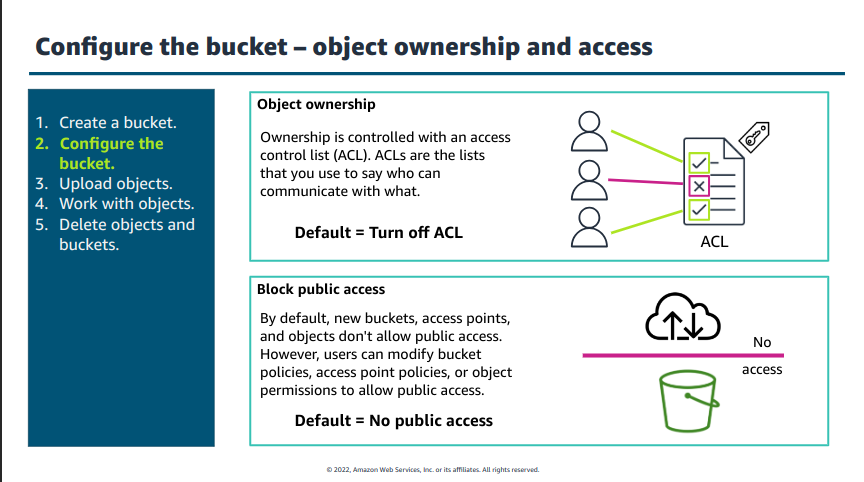 Configure the bucket – object ownership and access
1. Create a bucket.
2. Configure the
bucket.
3. Upload objects.
4. Work with objects.
5. Delete objects and
buckets.
Object ownership
Ownership is controlled with an access
control list (ACL). ACLs are the lists
that you use to say who can
communicate with what.
Default = Turn off ACL
ACL
Block public access
By default, new buckets, access points,
and objects don't allow public access.
However, users can modify bucket
policies, access point policies, or object
permissions to allow public access.
Default = No public access
No
access
© 2022, Amazon Web Services, Inc. or its affiliates. All rights reserved.